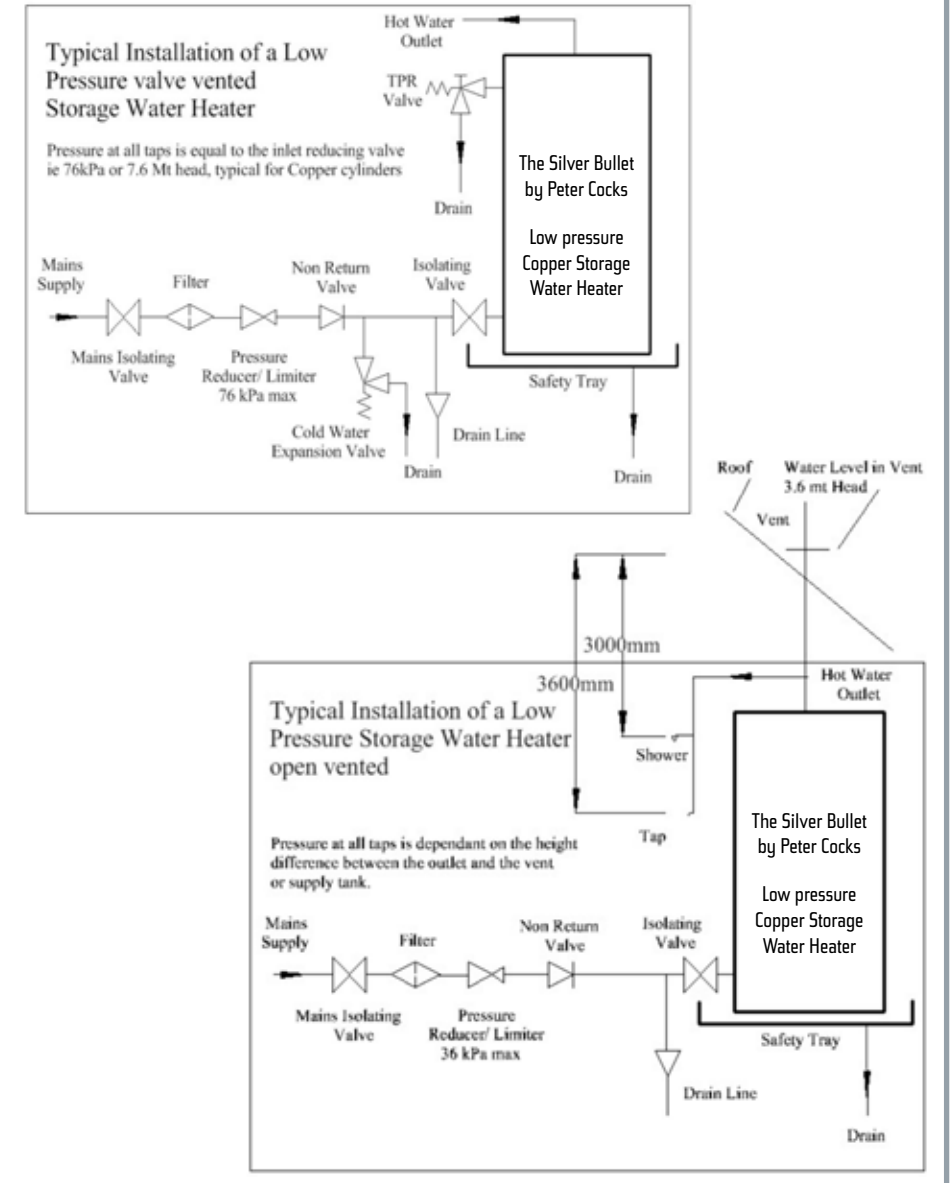 Hot Water
Outlet
Typical Installation of a Low
Pressure valve vented
Storage Water Heater
TPR
Valve
Pressure at all taps is equal to the inlet reducing valve
ie 76kPa or 7.6 Mt head, typical for Copper cylinders
Drain
The Silver Bullet
by Peter Cocks
Low pressure
Copper Storage
Water Heater
Mains
Supply
Filter
Non Return
Valve
Isolating
Valve
Mains Isolating
Valve
Pressure
Reducer/ Limiter
76 kPa max
Cold Water
Expansion Valve
Drain
Drain Line
Safety Tray
Drain
Roof
Water Level in Vent
3.6 mt Head
Vent
3000mm
3600mm
Hot Water
Outlet
Typical Installation of a Low
Pressure Storage Water Heater
open vented
Shower
Tap
Pressure at all taps is dependant on the height
difference between the outlet and the vent
or supply tank.
The Silver Bullet
by Peter Cocks
Low pressure
Copper Storage
Water Heater
Mains
Supply
Filter
Non Return
Valve
Isolating
Valve
Mains Isolating
Valve
Pressure
Reducer/ Limiter
36 kPa max
Safety Tray
Drain Line
Drain